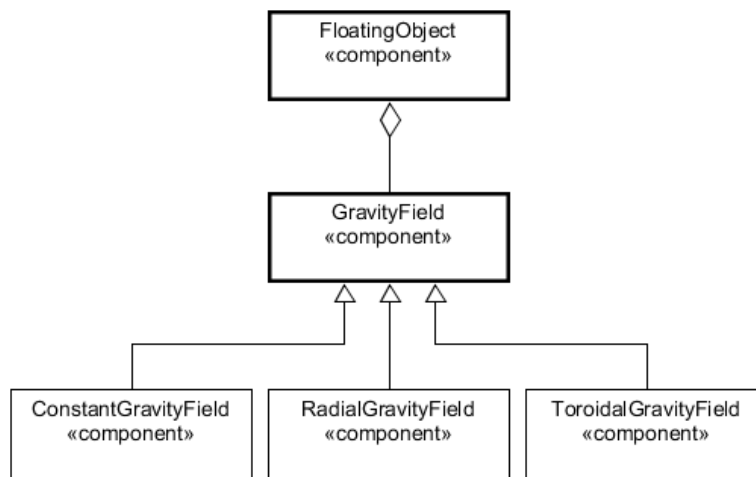 FloatingObject
«component»
GravityField
«component»
ConstantGravityField
«component»
RadialGravityField
«component»
ToroidalGravityField
«component»